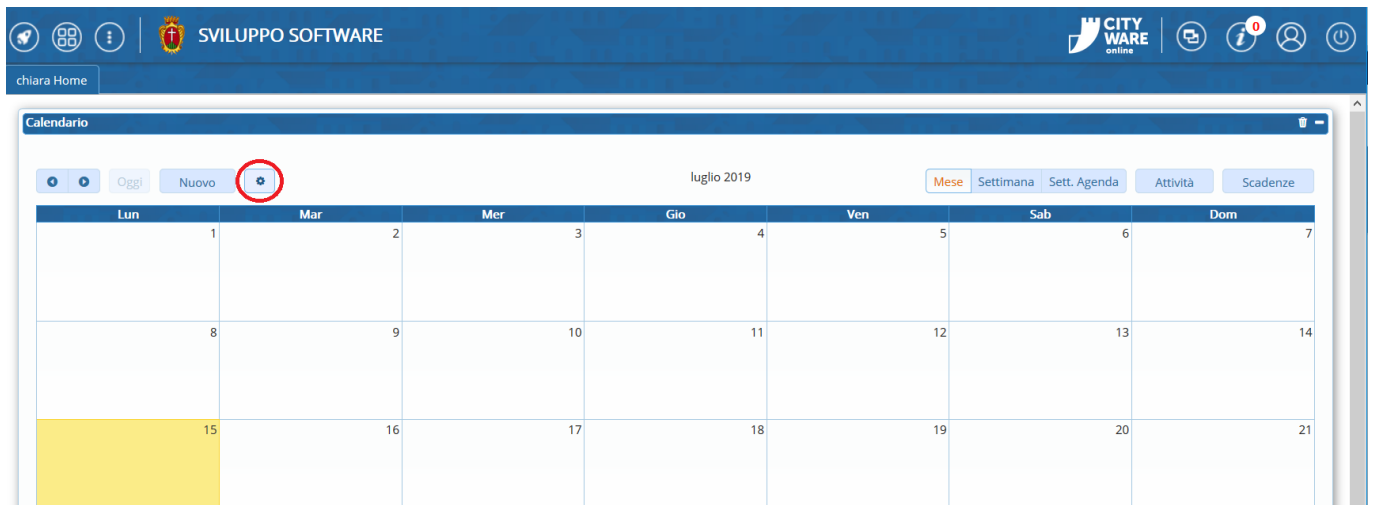 SVILUPPO SOFTWARE
CITY
WARE
online
0
chiara Home
Calendario
Oggi Nuovo luglio 2019 Mese Settimana Sett. Agenda Attività Scadenze
Lun Mar Mer Gio Ven Sab Dom
1 2 3 4 5 6 7
8 9 10 11 12 13 14
15 16 17 18 19 20 21